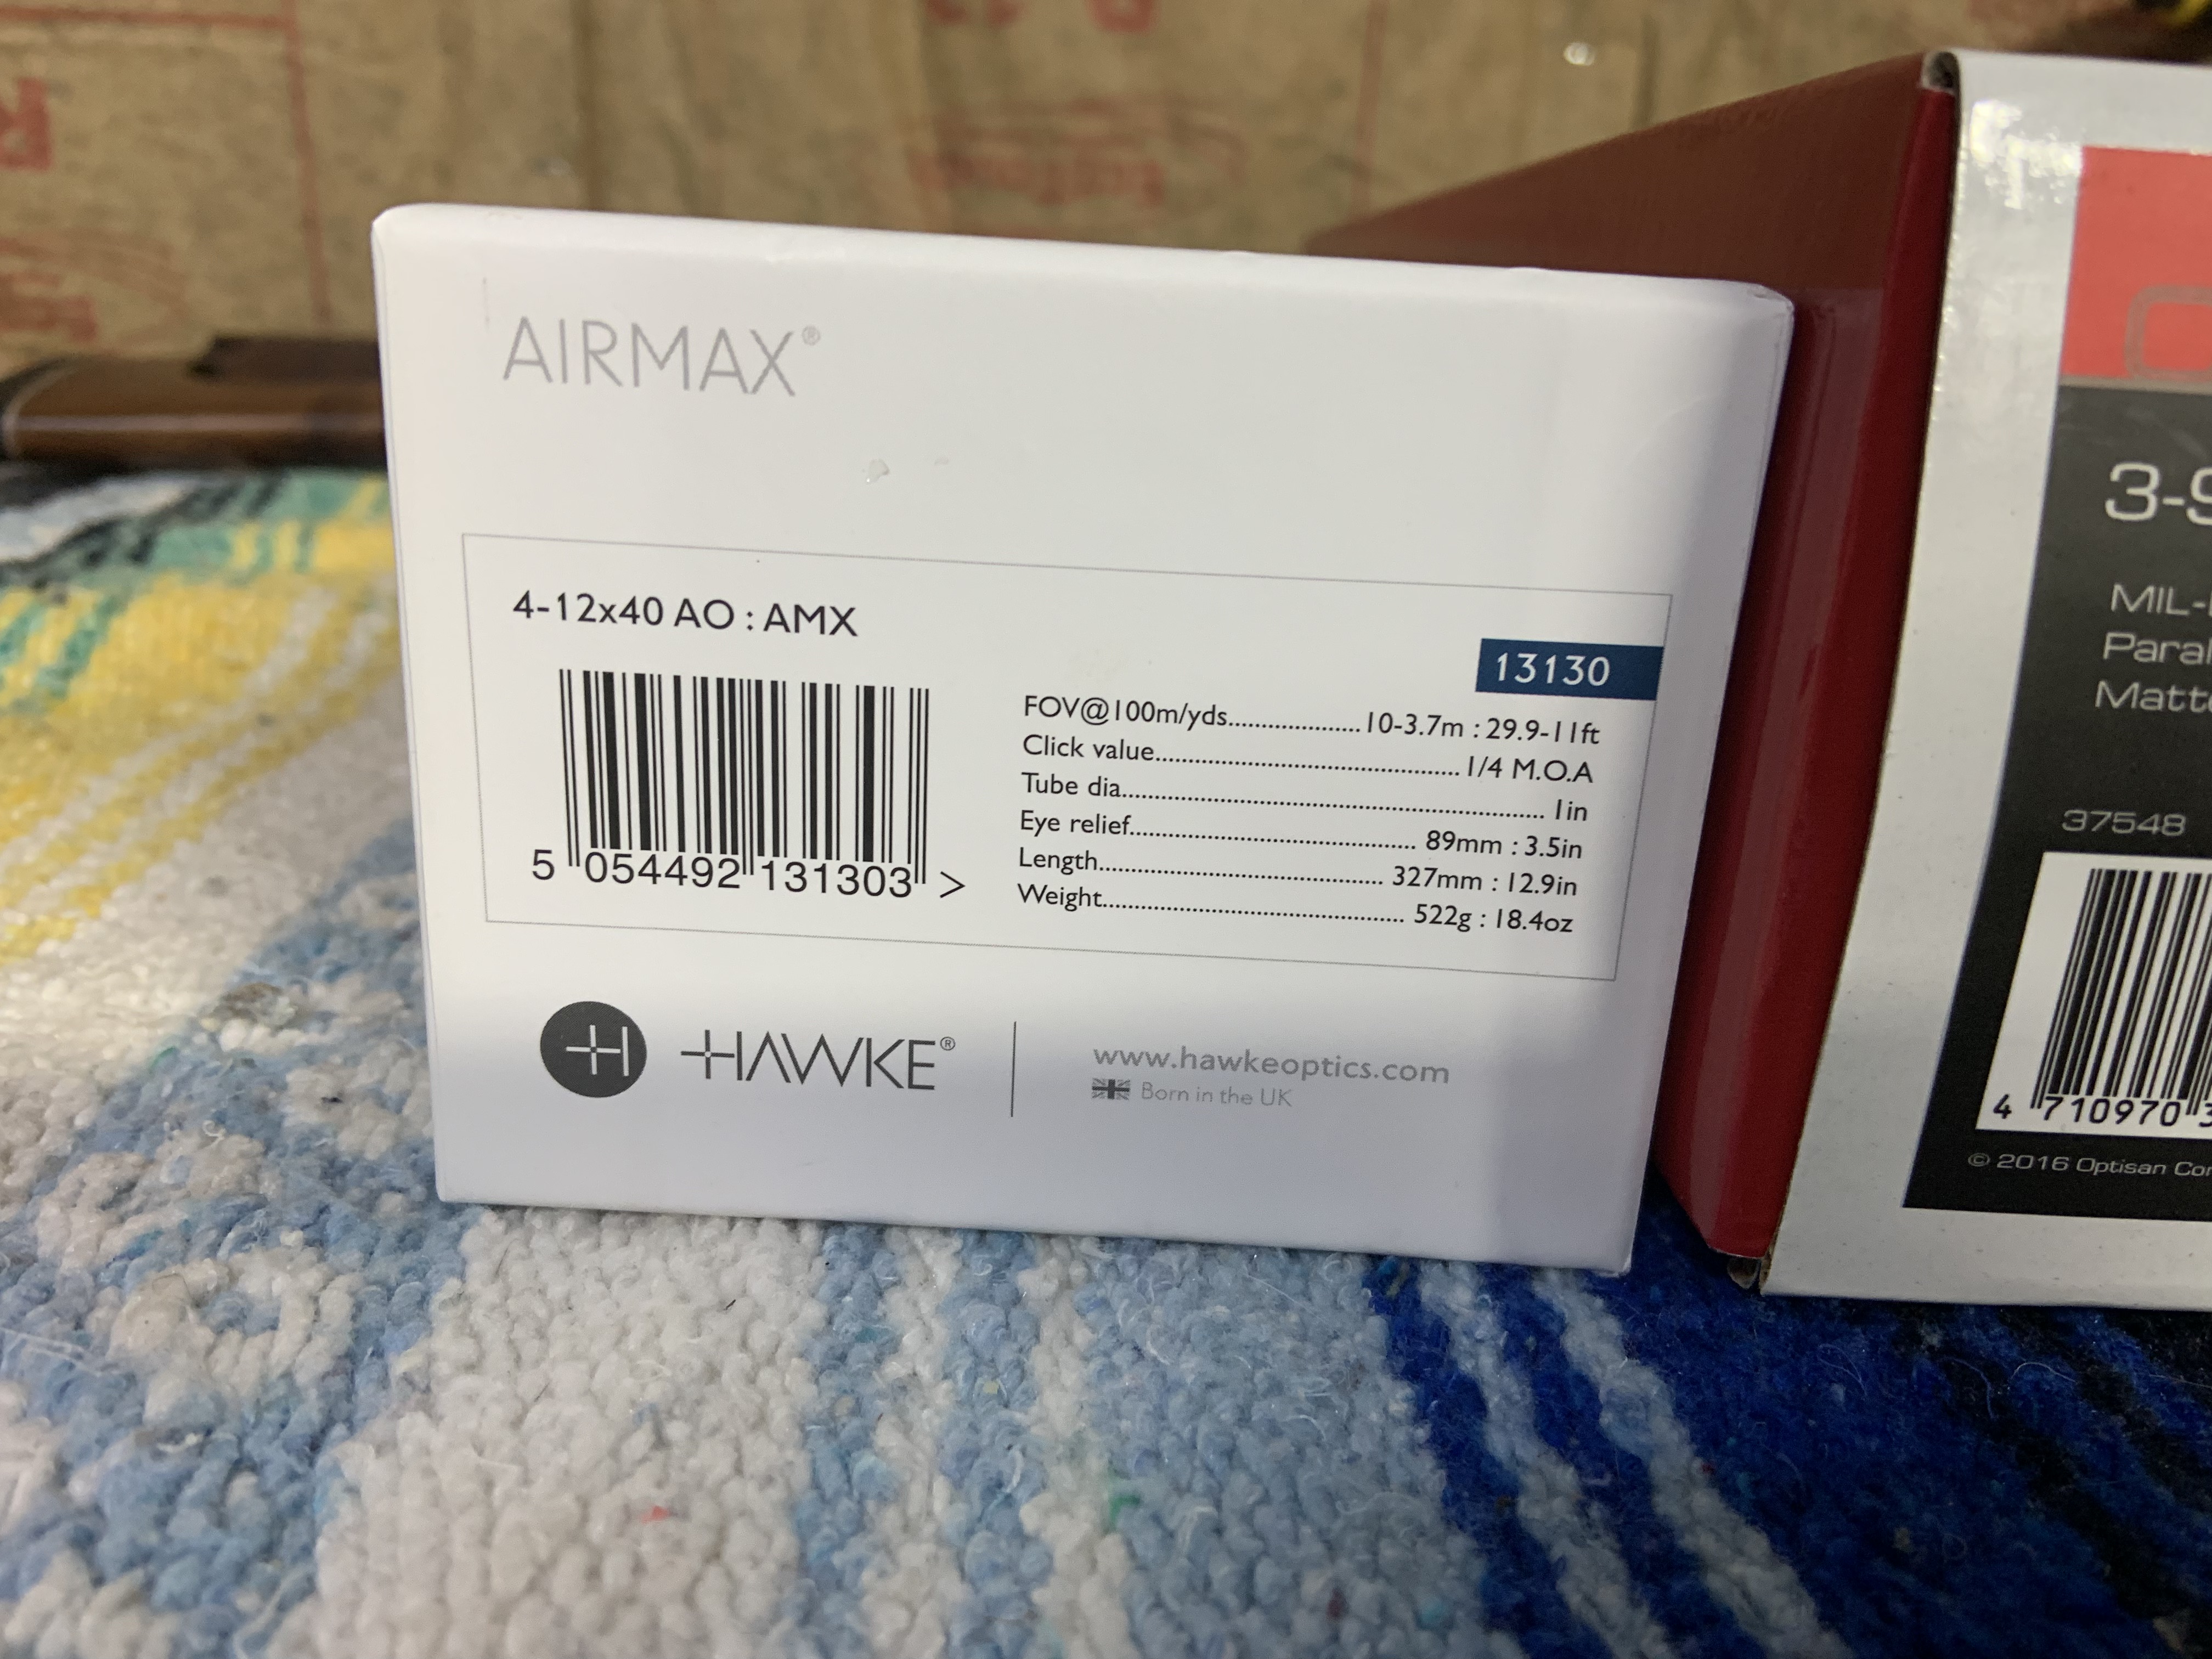 AIRMAX®
4-12x40 AO : AMX
13130
FOV@100m/yds..................10-3.7m : 29.9-11ft
Click value..........................................1/4 M.O.A
Tube dia.......................................................... 1in
Eye relief....................................... 89mm : 3.5in
Length....................................... 327mm : 12.9in
Weight......................................... 522g : 18.4oz
5 054492 131303 >
H HAWKE®
www.hawkeoptics.com
Born in the UK
3-9
MIL-
Paral
Matt
37548
4 710970
© 2016 Optisan Cor